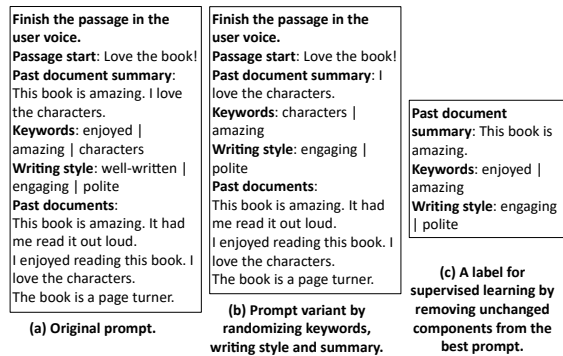 Finish the passage in the
user voice.
Passage start: Love the book!
Past document summary:
This book is amazing. I love
the characters.
Keywords: enjoyed |
amazing | characters
Writing style: well-written |
engaging | polite
Past documents:
This book is amazing. It had
me read it out loud.
I enjoyed reading this book. I
love the characters.
The book is a page turner.
(a) Original prompt.
Finish the passage in the
user voice.
Passage start: Love the book!
Past document summary: I
love the characters.
Keywords: characters |
amazing
Writing style: engaging |
polite
Past documents:
This book is amazing. It had
me read it out loud.
I enjoyed reading this book. I
love the characters.
The book is a page turner.
(b) Prompt variant by
randomizing keywords,
writing style and summary.
Past document
summary: This book is
amazing.
Keywords: enjoyed |
amazing
Writing style: engaging
| polite
(c) A label for
supervised learning by
removing unchanged
components from the
best prompt.